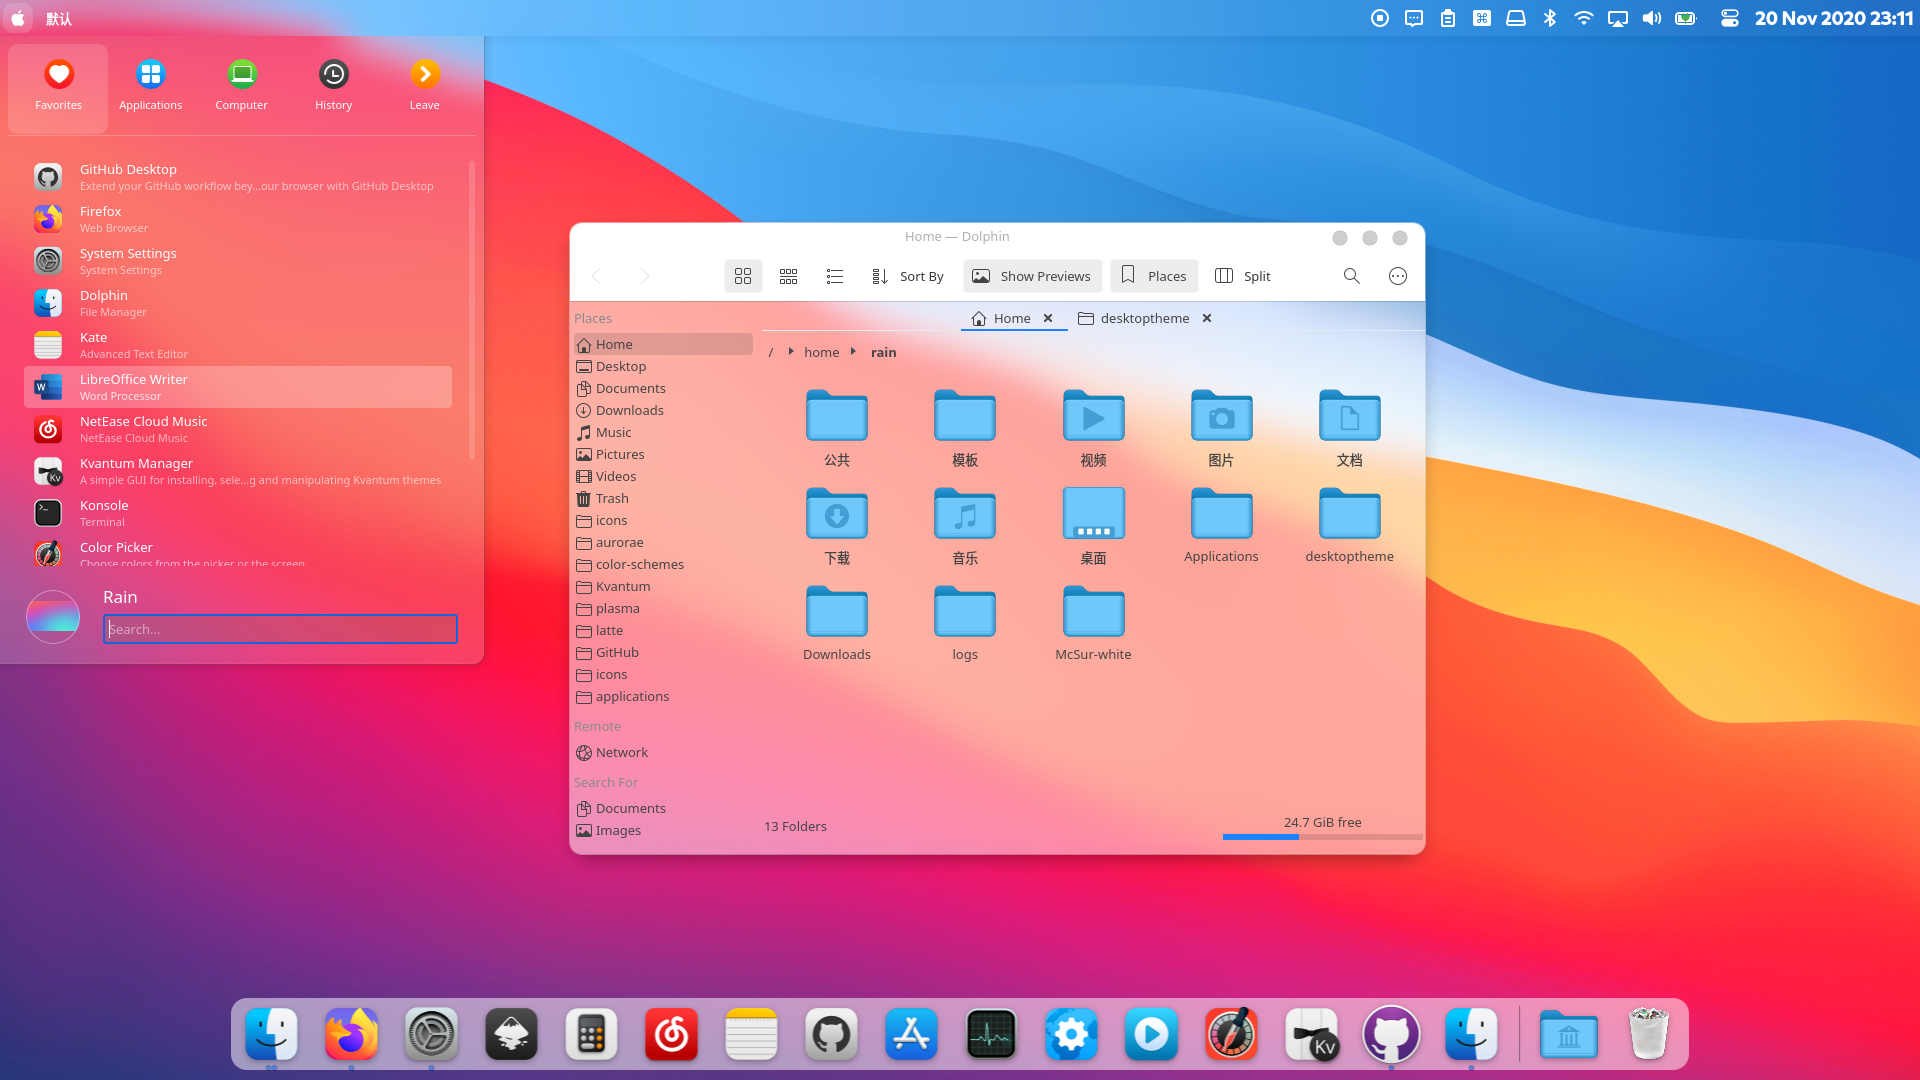 默认
20 Nov 2020 23:11
Favorites
Applications
Computer
History
Leave
GitHub Desktop
Extend your GitHub workflow bey...our browser with GitHub Desktop
Firefox
Web Browser
System Settings
System Settings
Dolphin
File Manager
Kate
Advanced Text Editor
LibreOffice Writer
Word Processor
NetEase Cloud Music
NetEase Cloud Music
Kvantum Manager
A simple GUI for installing, sele...g and manipulating Kvantum themes
Konsole
Terminal
Color Picker
Choose colors from the picker or the screen
Rain
Search...
Home — Dolphin
Sort By
Show Previews
Places
Split
Places
Home
Desktop
Documents
Downloads
Music
Pictures
Videos
Trash
icons
aurorae
color-schemes
Kvantum
plasma
latte
GitHub
icons
applications
Remote
Network
Search For
Documents
Images
Home
desktoptheme
/ home rain
公共
模板
视频
图片
文档
下载
音乐
桌面
Applications
desktoptheme
Downloads
logs
McSur-white
13 Folders
24.7 GiB free
Kv